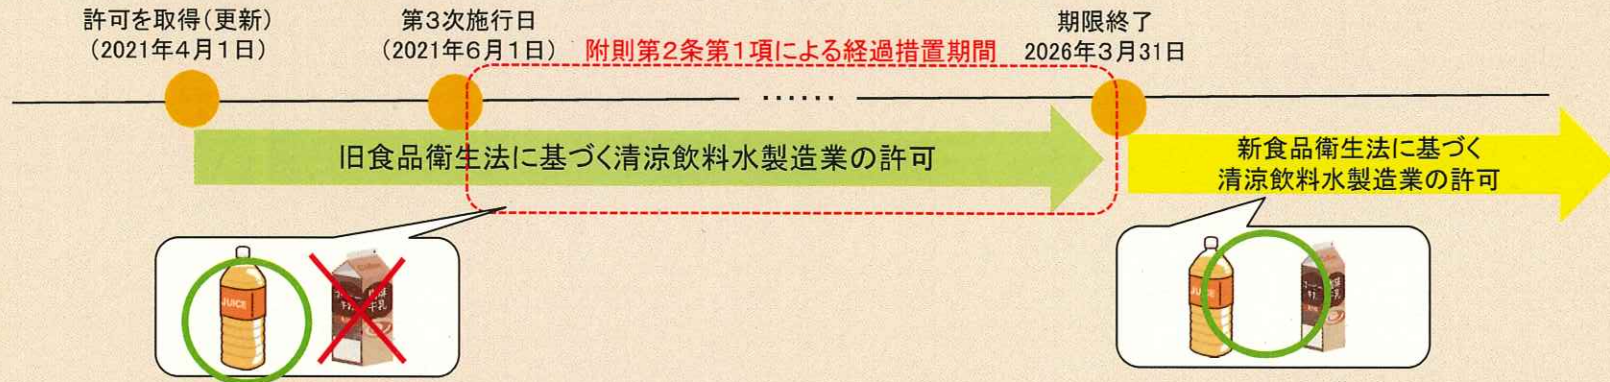 許可を取得(更新)
(2021年4月1日)
第3次施行日
(2021年6月1日)
附則第2条第1項による経過措置期間
期限終了
2026年3月31日
……
旧食品衛生法に基づく清涼飲料水製造業の許可
新食品衛生法に基づく
清涼飲料水製造業の許可
JUICE
JUICE